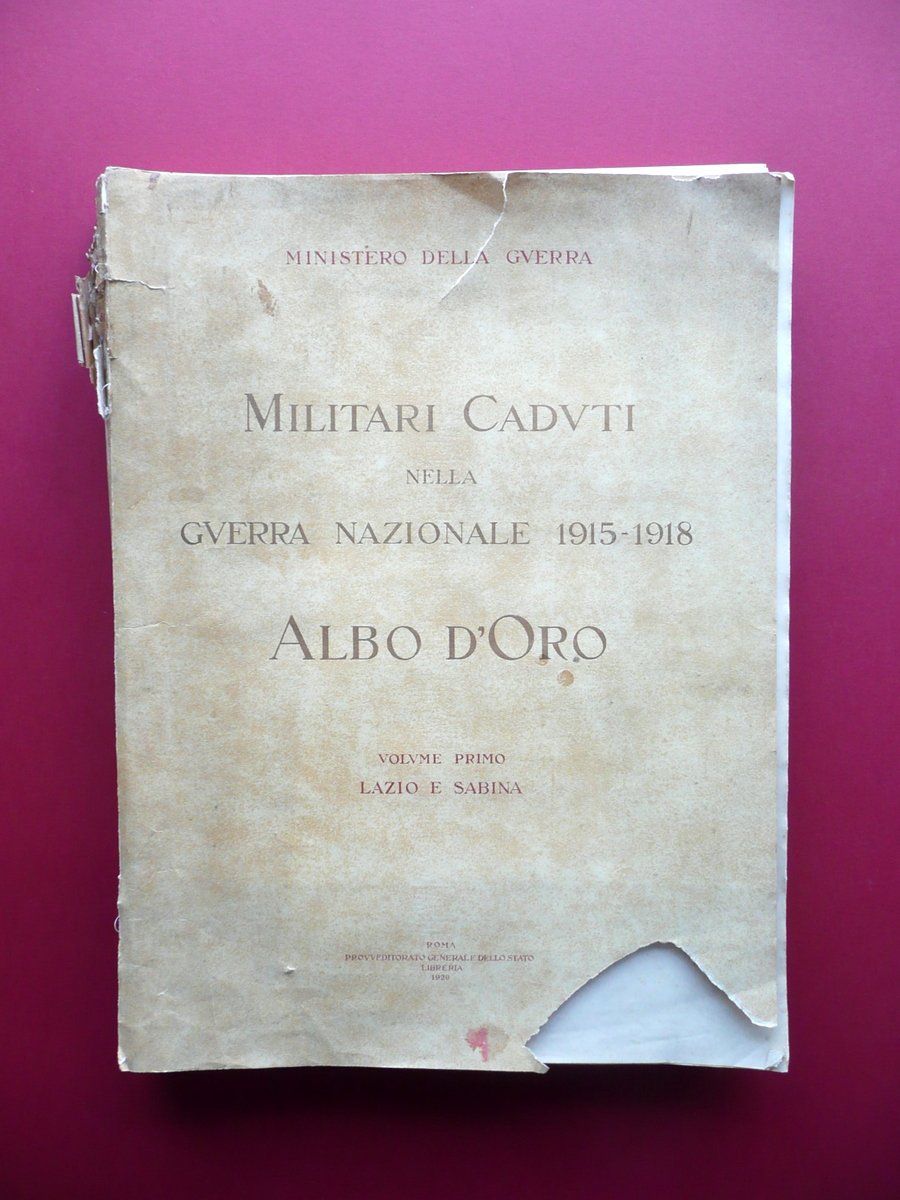 MINISTERO DELLA GVERRA
MILITARI CADVTI
NELLA
GVERRA NAZIONALE 1915-1918
ALBO D'ORO
VOLVME PRIMO
LAZIO E SABINA
ROMA
PROVVEDITORATO GENERALE DELLO STATO
LIBRERIA
1926